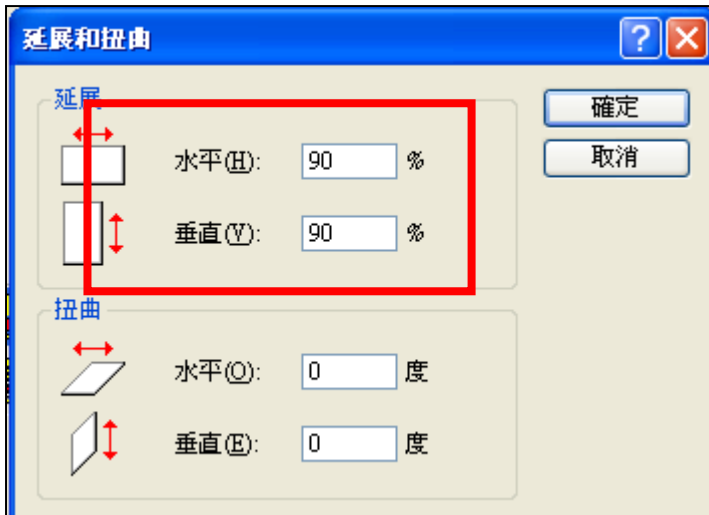 延展和扭曲
延展
水平(H): 90 %
垂直(V): 90 %
確定
取消
扭曲
水平(O): 0 度
垂直(E): 0 度